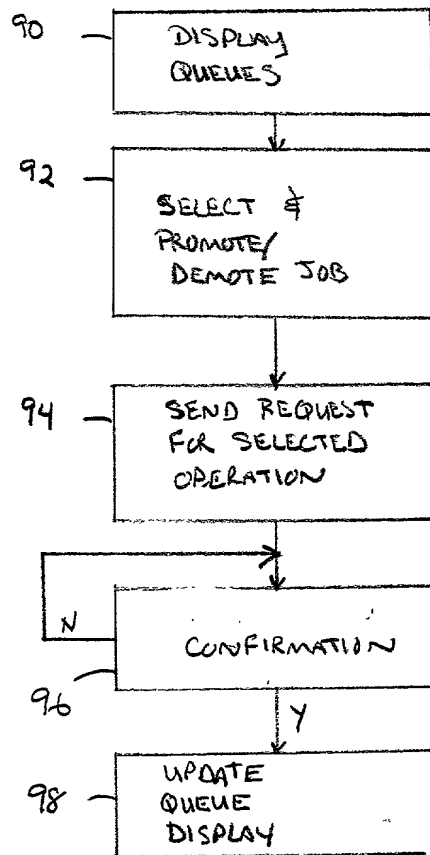 90
DISPLAY
QUEUES
92
SELECT &
PROMOTE/
DEMOTE JOB
94
SEND REQUEST
FOR SELECTED
OPERATION
N
CONFIRMATION
96
Y
98
UPDATE
QUEUE
DISPLAY